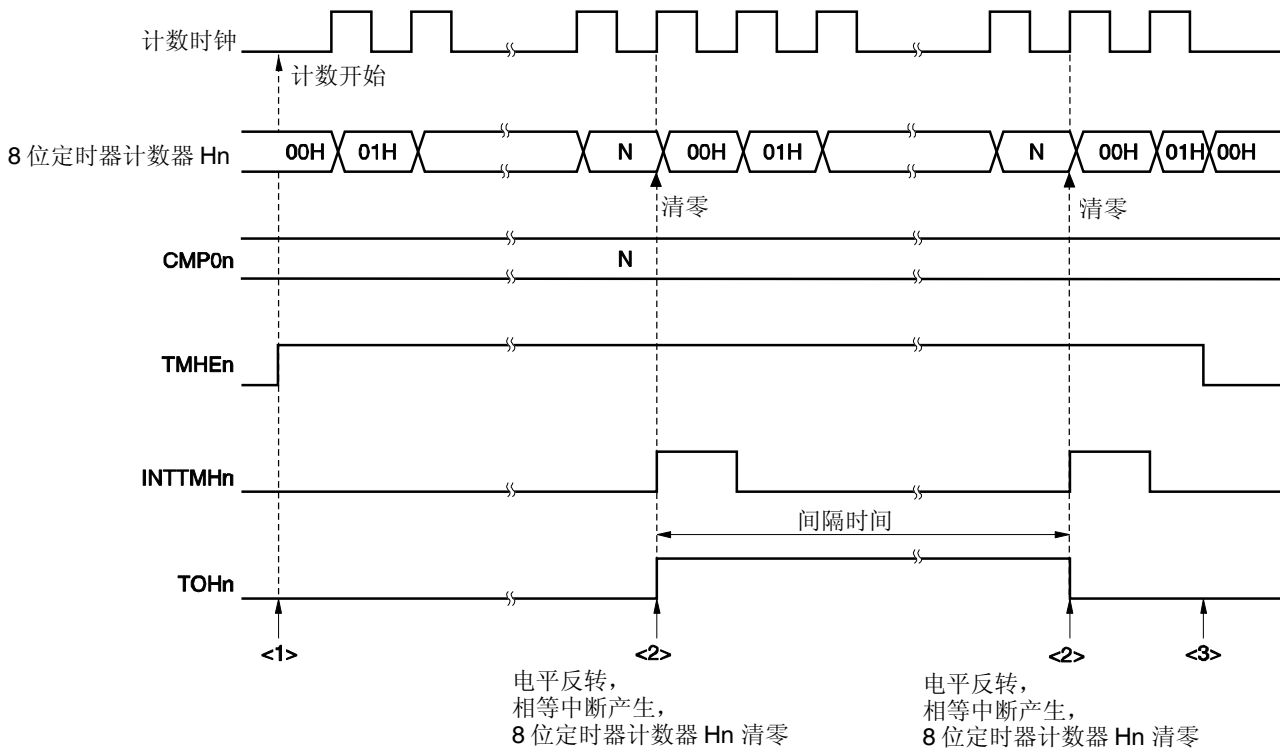 计数时钟
计数开始
8 位定时器计数器 Hn
00H 01H N 00H 01H N 00H 01H 00H
清零 清零
CMP0n
N
TMHEn
INTTMHn
间隔时间
TOHn
<1> <2> <2> <3>
电平反转，
相等中断产生，
8 位定时器计数器 Hn 清零
电平反转，
相等中断产生，
8 位定时器计数器 Hn 清零